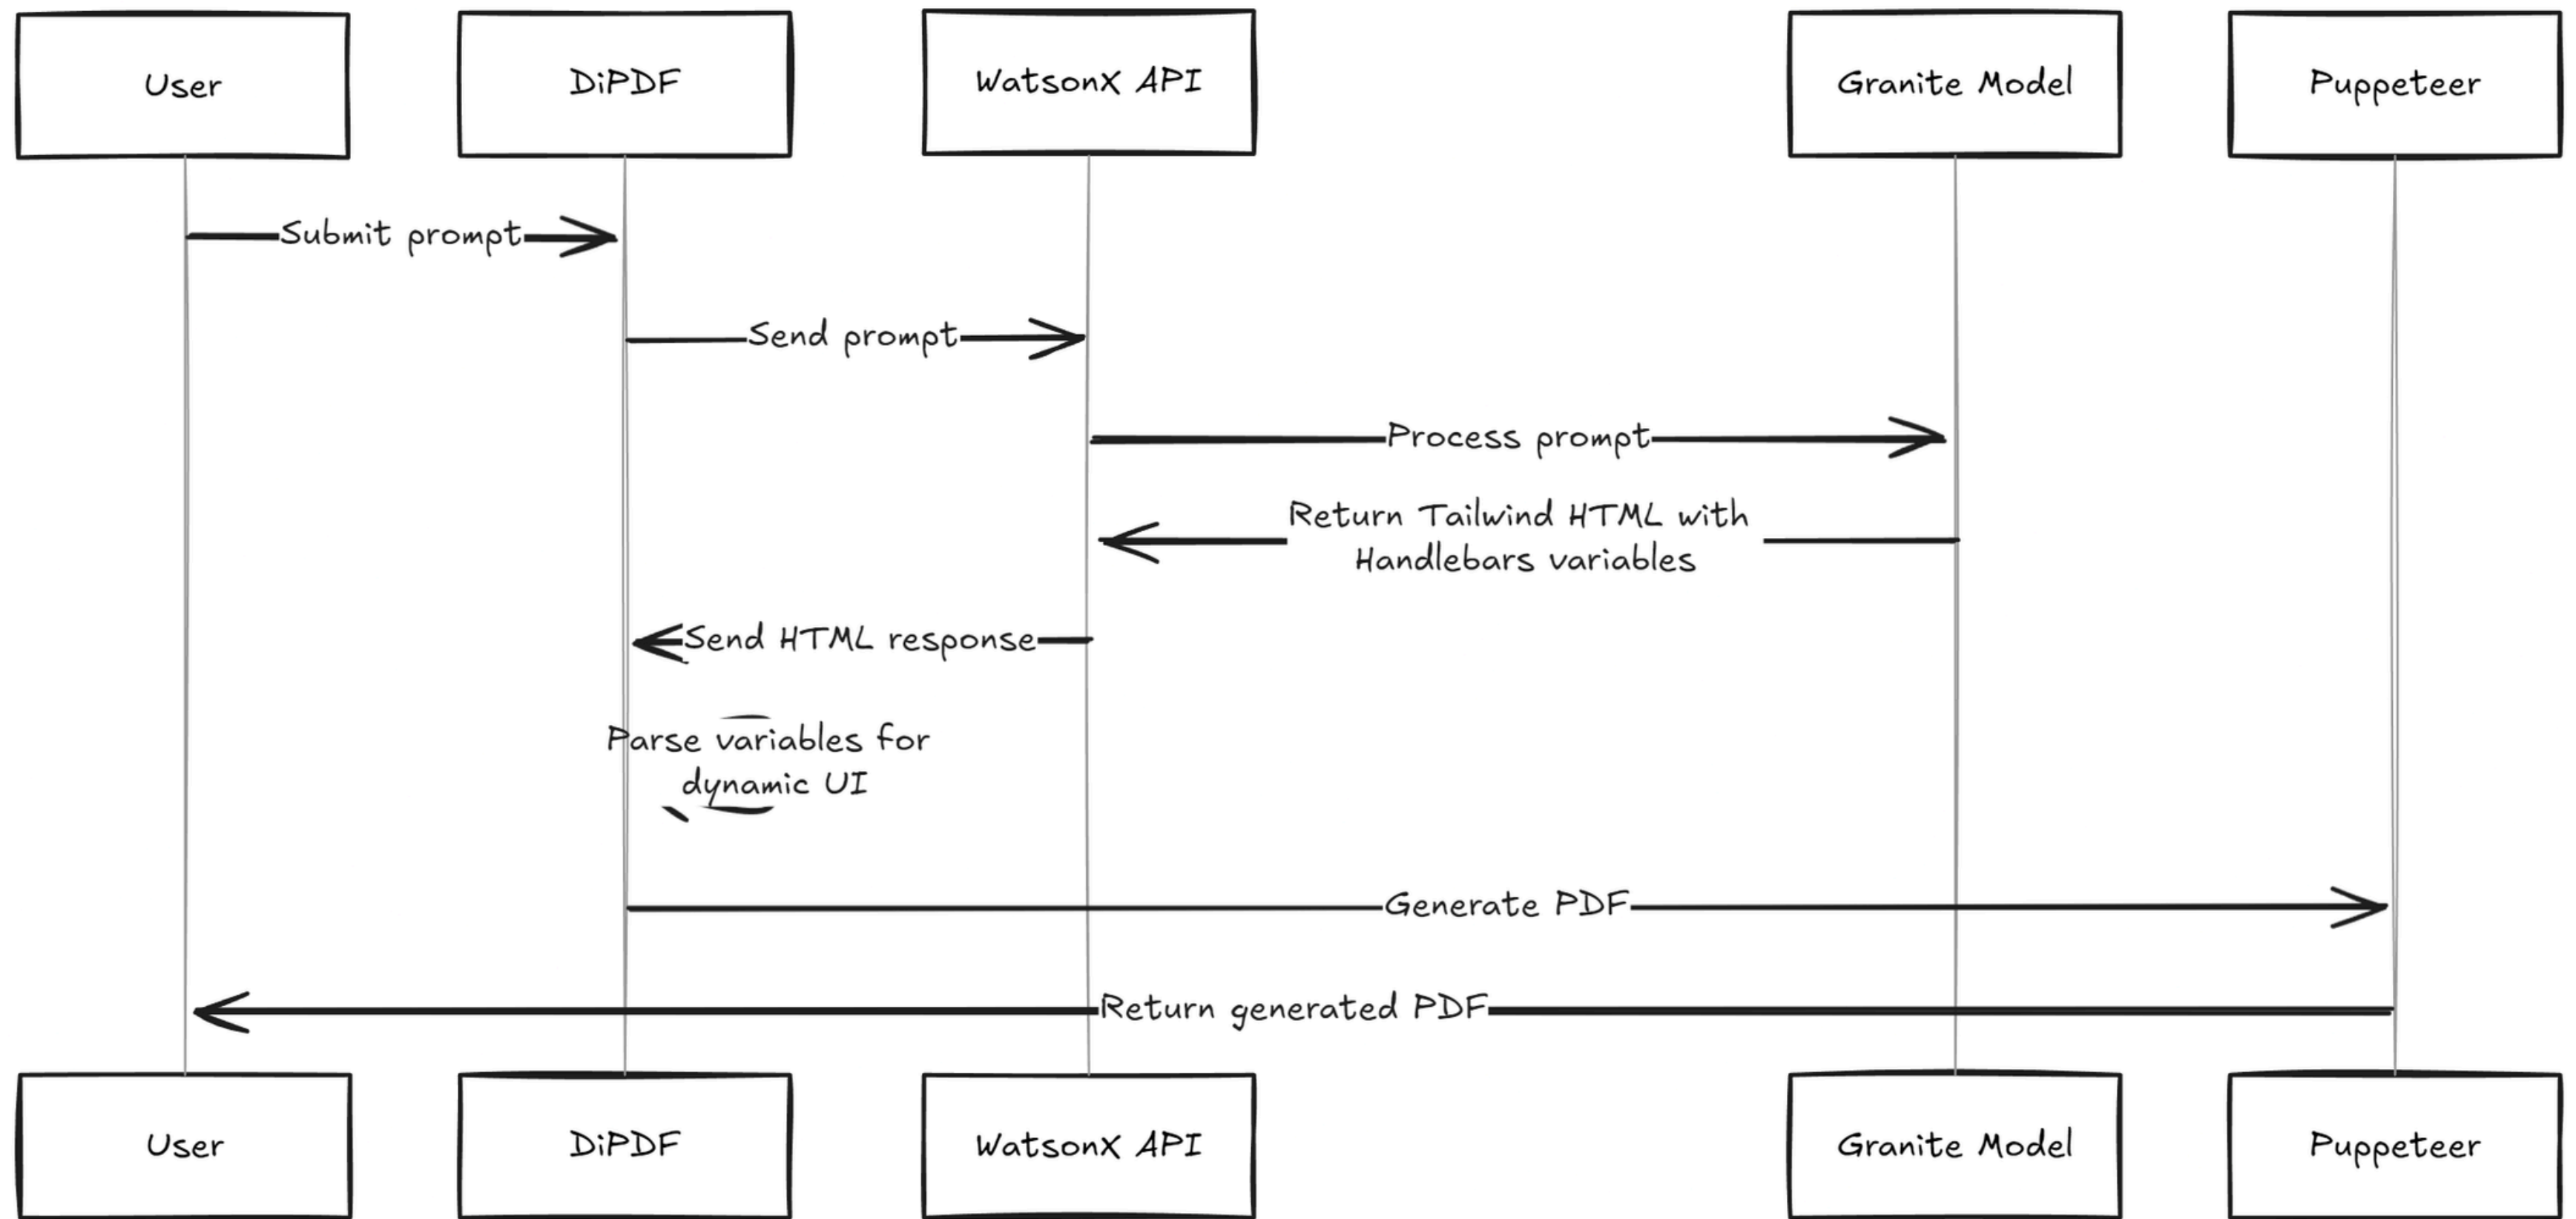 User
DiPDF
WatsonX API
Granite Model
Puppeteer
Submit prompt
Send prompt
Process prompt
Return Tailwind HTML with
Handlebars variables
Send HTML response
Parse variables for
dynamic UI
Generate PDF
Return generated PDF
User
DiPDF
WatsonX API
Granite Model
Puppeteer